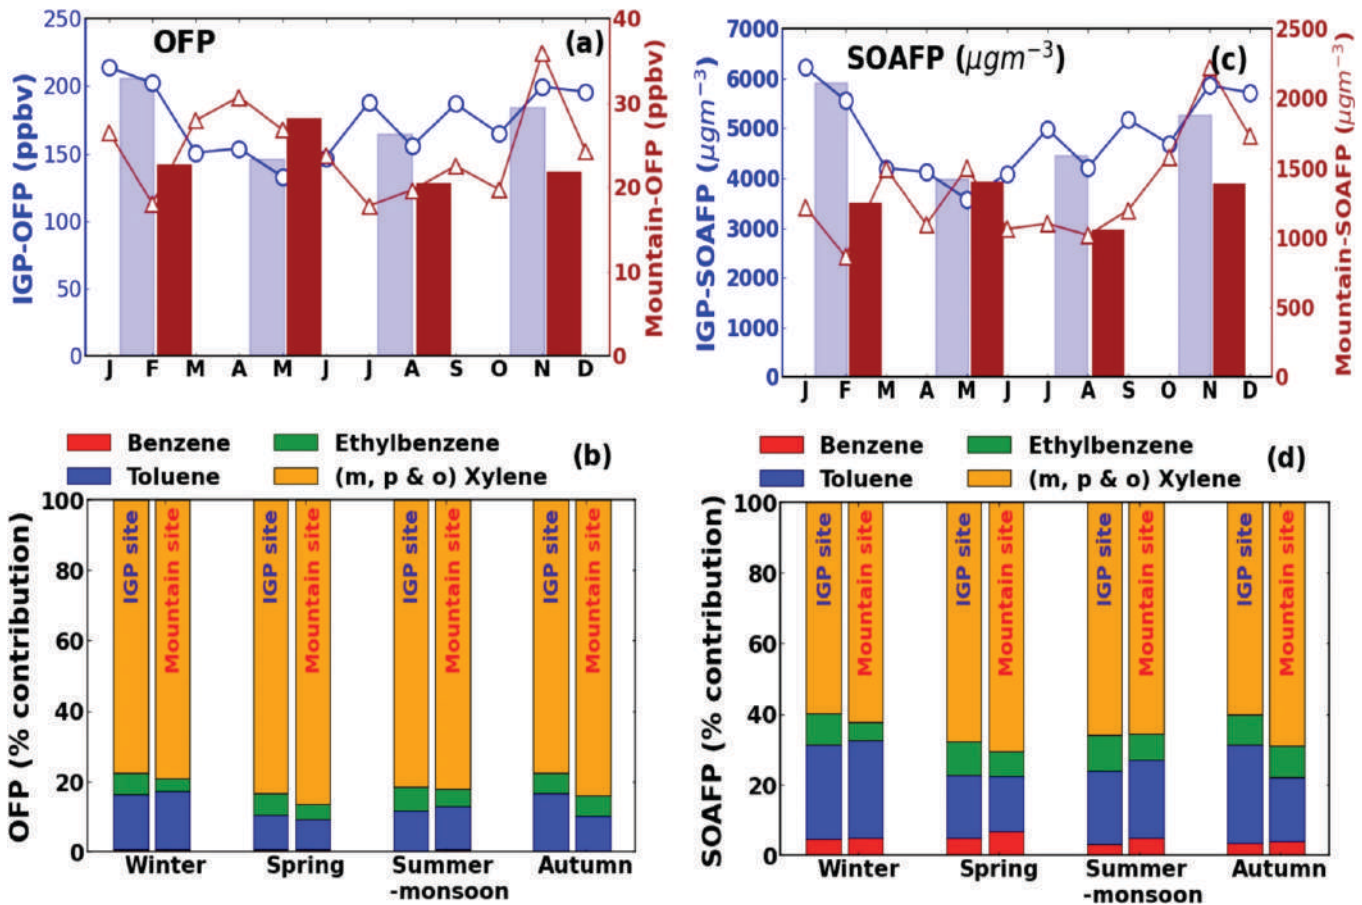 OFP
(a)
IGP-OFP (ppbv)
250
200
150
100
50
0
40
30
20
10
0
Mountain-OFP (ppbv)
J F M A M J J A S O N D
SOAFP (μgm⁻³)
(c)
IGP-SOAFP (μgm⁻³)
7000
6000
5000
4000
3000
2000
1000
0
2500
2000
1500
1000
500
0
Mountain-SOAFP (μgm⁻³)
J F M A M J J A S O N D
Benzene Ethylbenzene
Toluene (m, p & o) Xylene
(b)
OFP (% contribution)
100
80
60
40
20
0
IGP site Mountain site IGP site Mountain site IGP site Mountain site IGP site Mountain site
Winter Spring Summer Autumn
-monsoon
Benzene Ethylbenzene
Toluene (m, p & o) Xylene
(d)
SOAFP (% contribution)
100
80
60
40
20
0
IGP site Mountain site IGP site Mountain site IGP site Mountain site IGP site Mountain site
Winter Spring Summer Autumn
-monsoon